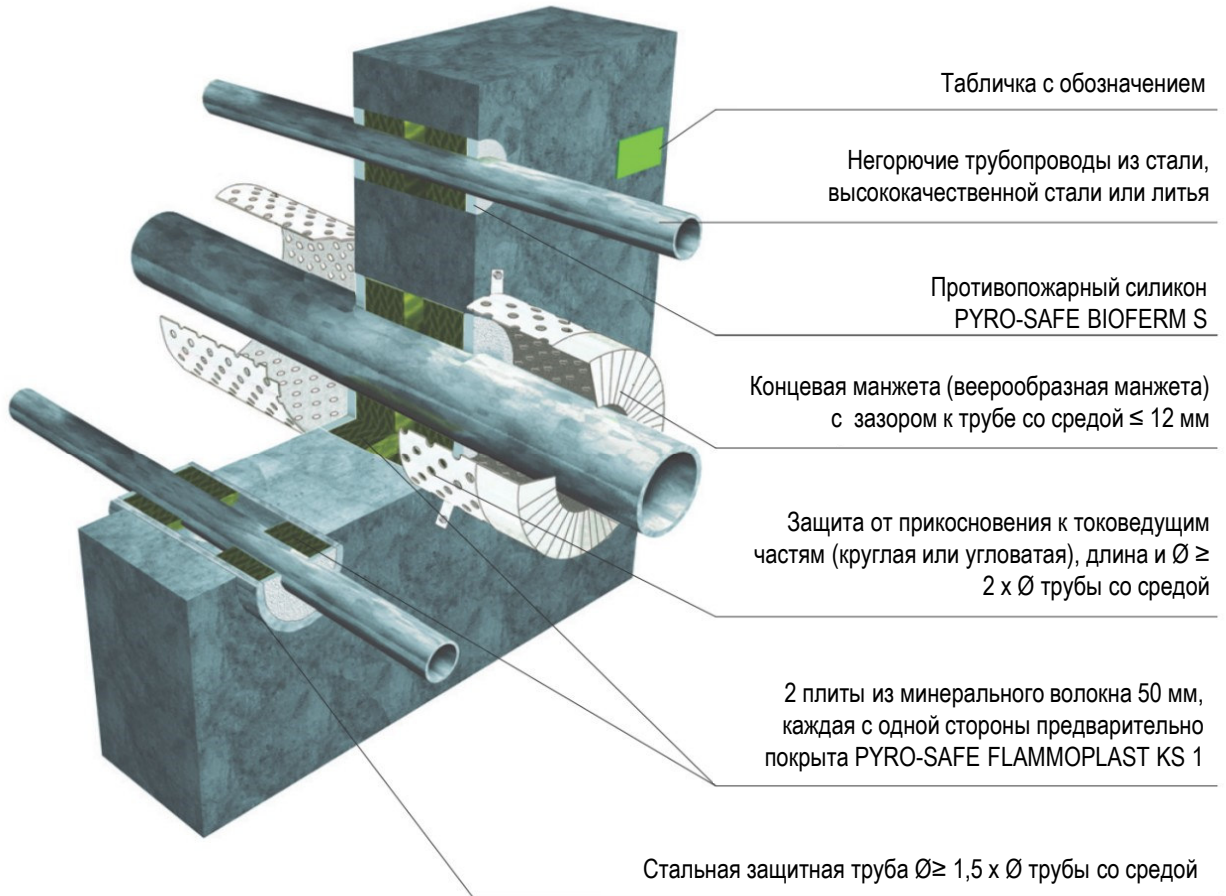 Табличка с обозначением
Негорючие трубопроводы из стали,
высококачественной стали или литья
Противопожарный силикон
PYRO-SAFE BIOFERM S
Концевая манжета (веерообразная манжета)
с зазором к трубе со средой ≤ 12 мм
Защита от прикосновения к токоведущим
частям (круглая или угловатая), длина и Ø ≥
2 x Ø трубы со средой
2 плиты из минерального волокна 50 мм,
каждая с одной стороны предварительно
покрыта PYRO-SAFE FLAMMOPLAST KS 1
Стальная защитная труба Ø≥ 1,5 x Ø трубы со средой